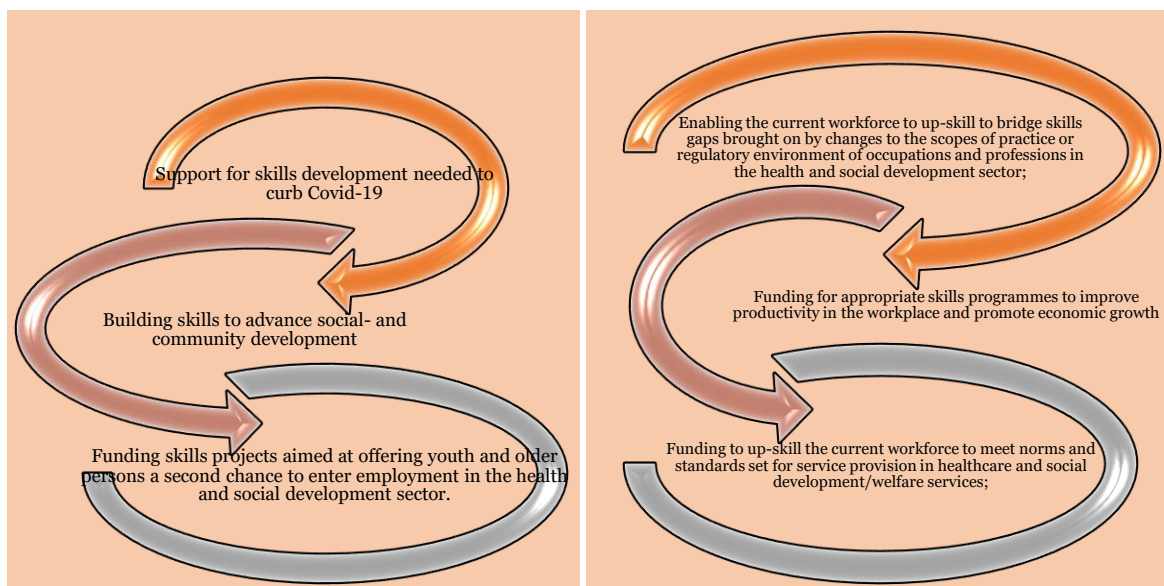 Support for skills development needed to
curb Covid-19
Building skills to advance social- and
community development
Funding skills projects aimed at offering youth and older
persons a second chance to enter employment in the health
and social development sector.
Enabling the current workforce to up-skill to bridge skills
gaps brought on by changes to the scopes of practice or
regulatory environment of occupations and professions in
the health and social development sector;
Funding for appropriate skills programmes to improve
productivity in the workplace and promote economic growth
Funding to up-skill the current workforce to meet norms and
standards set for service provision in healthcare and social
development/welfare services;